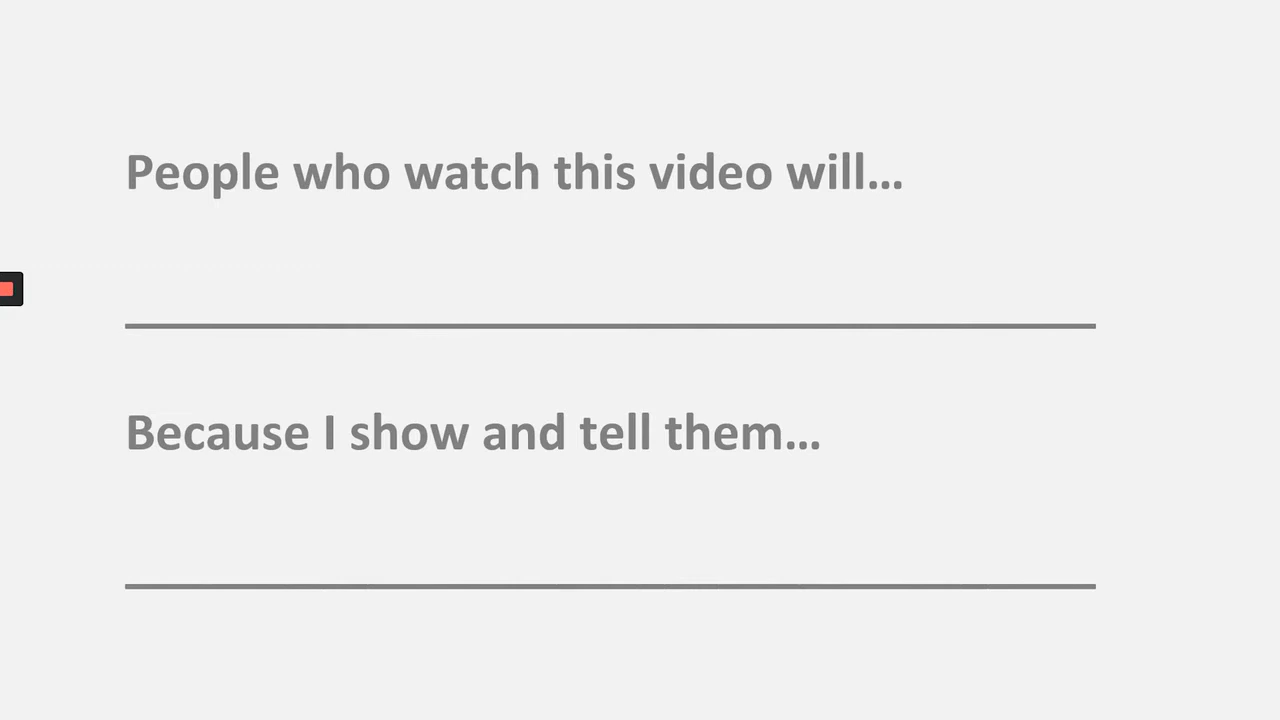 People who watch this video will…
Because I show and tell them…